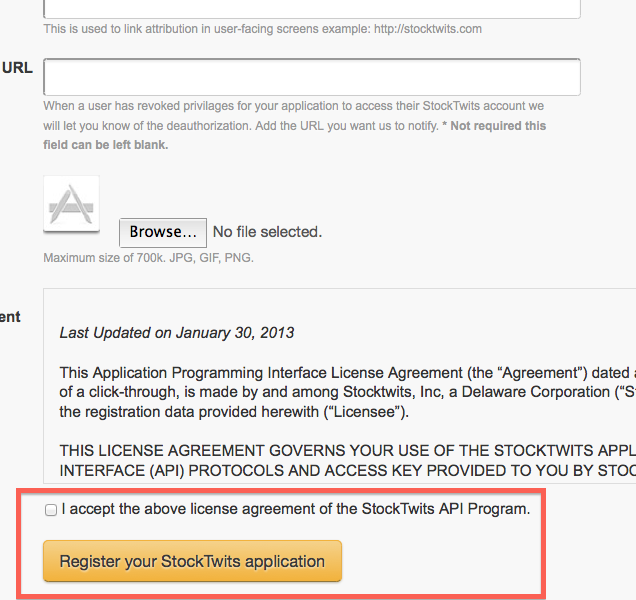 This is used to link attribution in user-facing screens example: http://stocktwits.com
URL
When a user has revoked privilages for your application to access their StockTwits account we
will let you know of the deauthorization. Add the URL you want us to notify. * Not required this
field can be left blank.
Browse... No file selected.
Maximum size of 700k. JPG, GIF, PNG.
ent
Last Updated on January 30, 2013
This Application Programming Interface License Agreement (the “Agreement”) dated a
of a click-through, is made by and among Stocktwits, Inc, a Delaware Corporation (“S
the registration data provided herewith (“Licensee”).
THIS LICENSE AGREEMENT GOVERNS YOUR USE OF THE STOCKTWITS APPL
INTERFACE (API) PROTOCOLS AND ACCESS KEY PROVIDED TO YOU BY STOC
I accept the above license agreement of the StockTwits API Program.
Register your StockTwits application